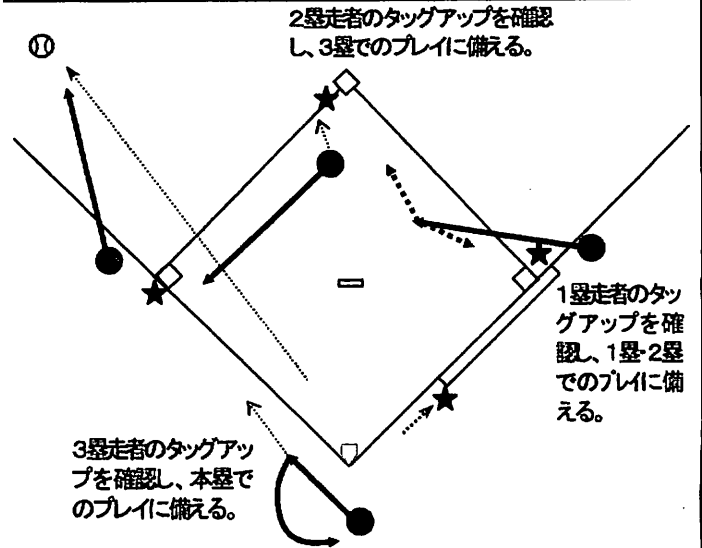 2塁走者のタッグアップを確認
し、3塁でのプレイに備える。
1塁走者のタッ
グアップを確
認し、1塁・2塁
でのプレイに備
える。
3塁走者のタッグアッ
プを確認し、本塁で
のプレイに備える。